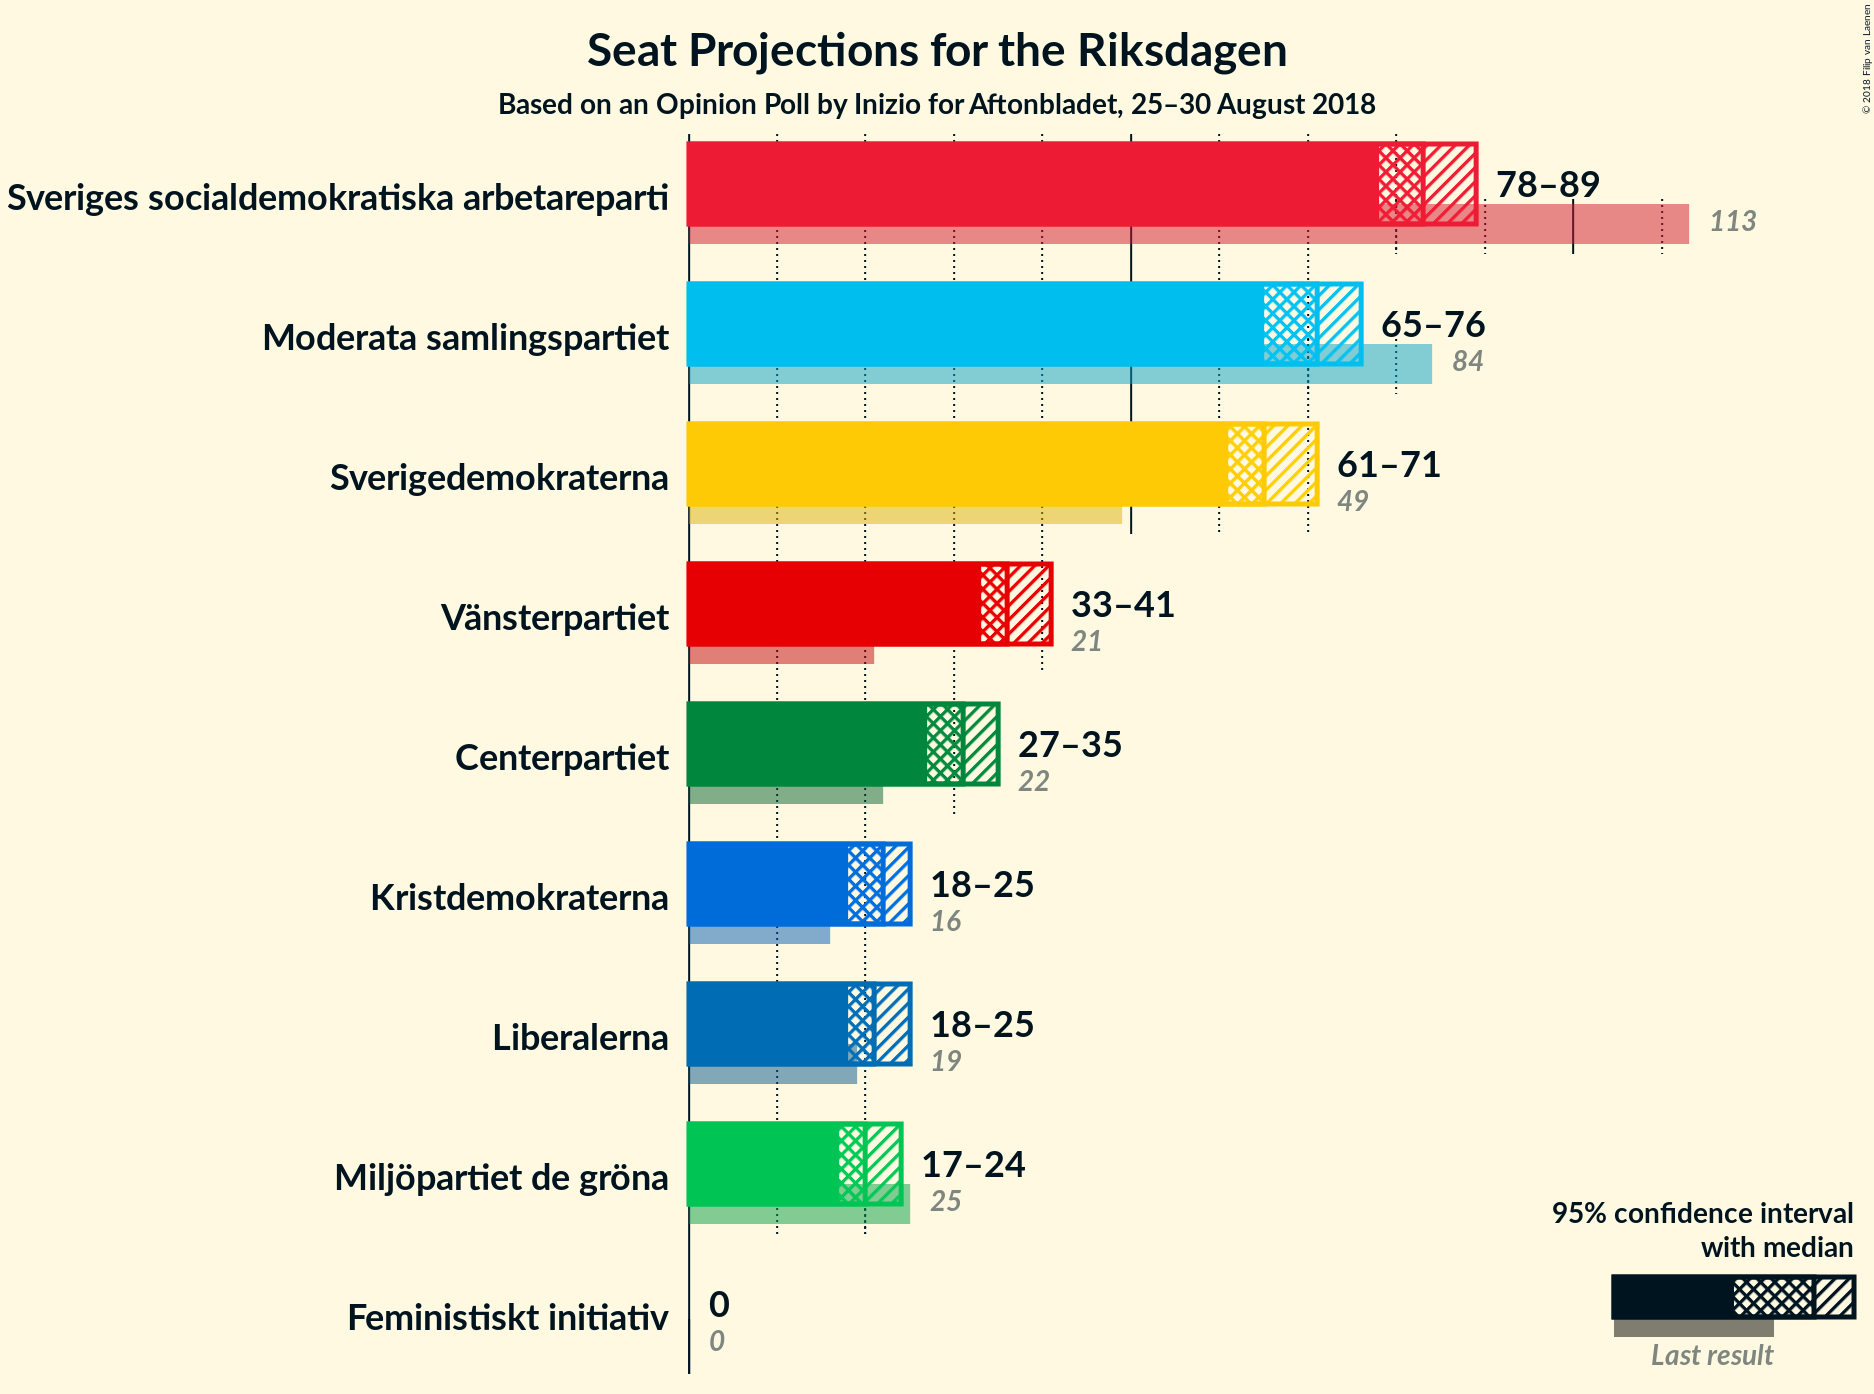 Seat Projections for the Riksdagen
Based on an Opinion Poll by Inizio for Aftonbladet, 25–30 August 2018
© 2018 Filip van Laenen
Sveriges socialdemokratiska arbetareparti
78–89
113
Moderata samlingspartiet
65–76
84
Sverigedemokraterna
61–71
49
Vänsterpartiet
33–41
21
Centerpartiet
27–35
22
Kristdemokraterna
18–25
16
Liberalerna
18–25
19
Miljöpartiet de gröna
17–24
25
Feministiskt initiativ
0
0
95% confidence interval
with median
Last result